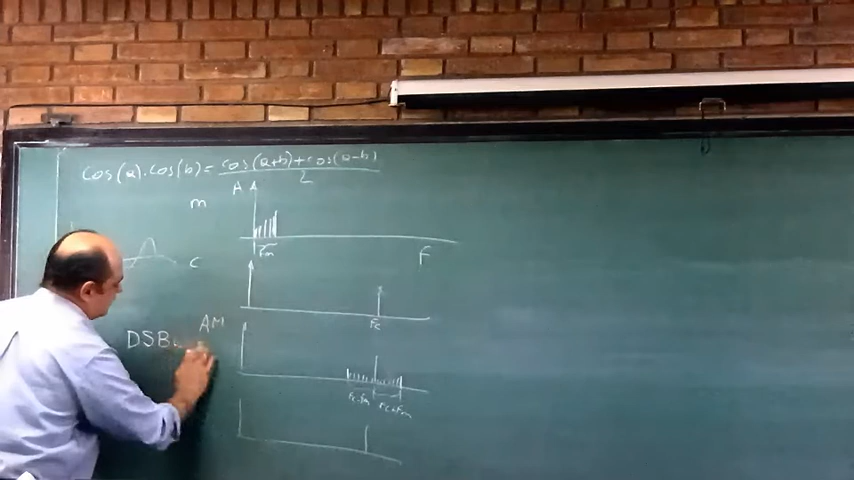 Cos(a).Cos(b) = cos(a+b)+cos(a-b)
2
m
A
Fm
F
C
Fc
AM
DSB
Fc-Fm
Fc+Fm